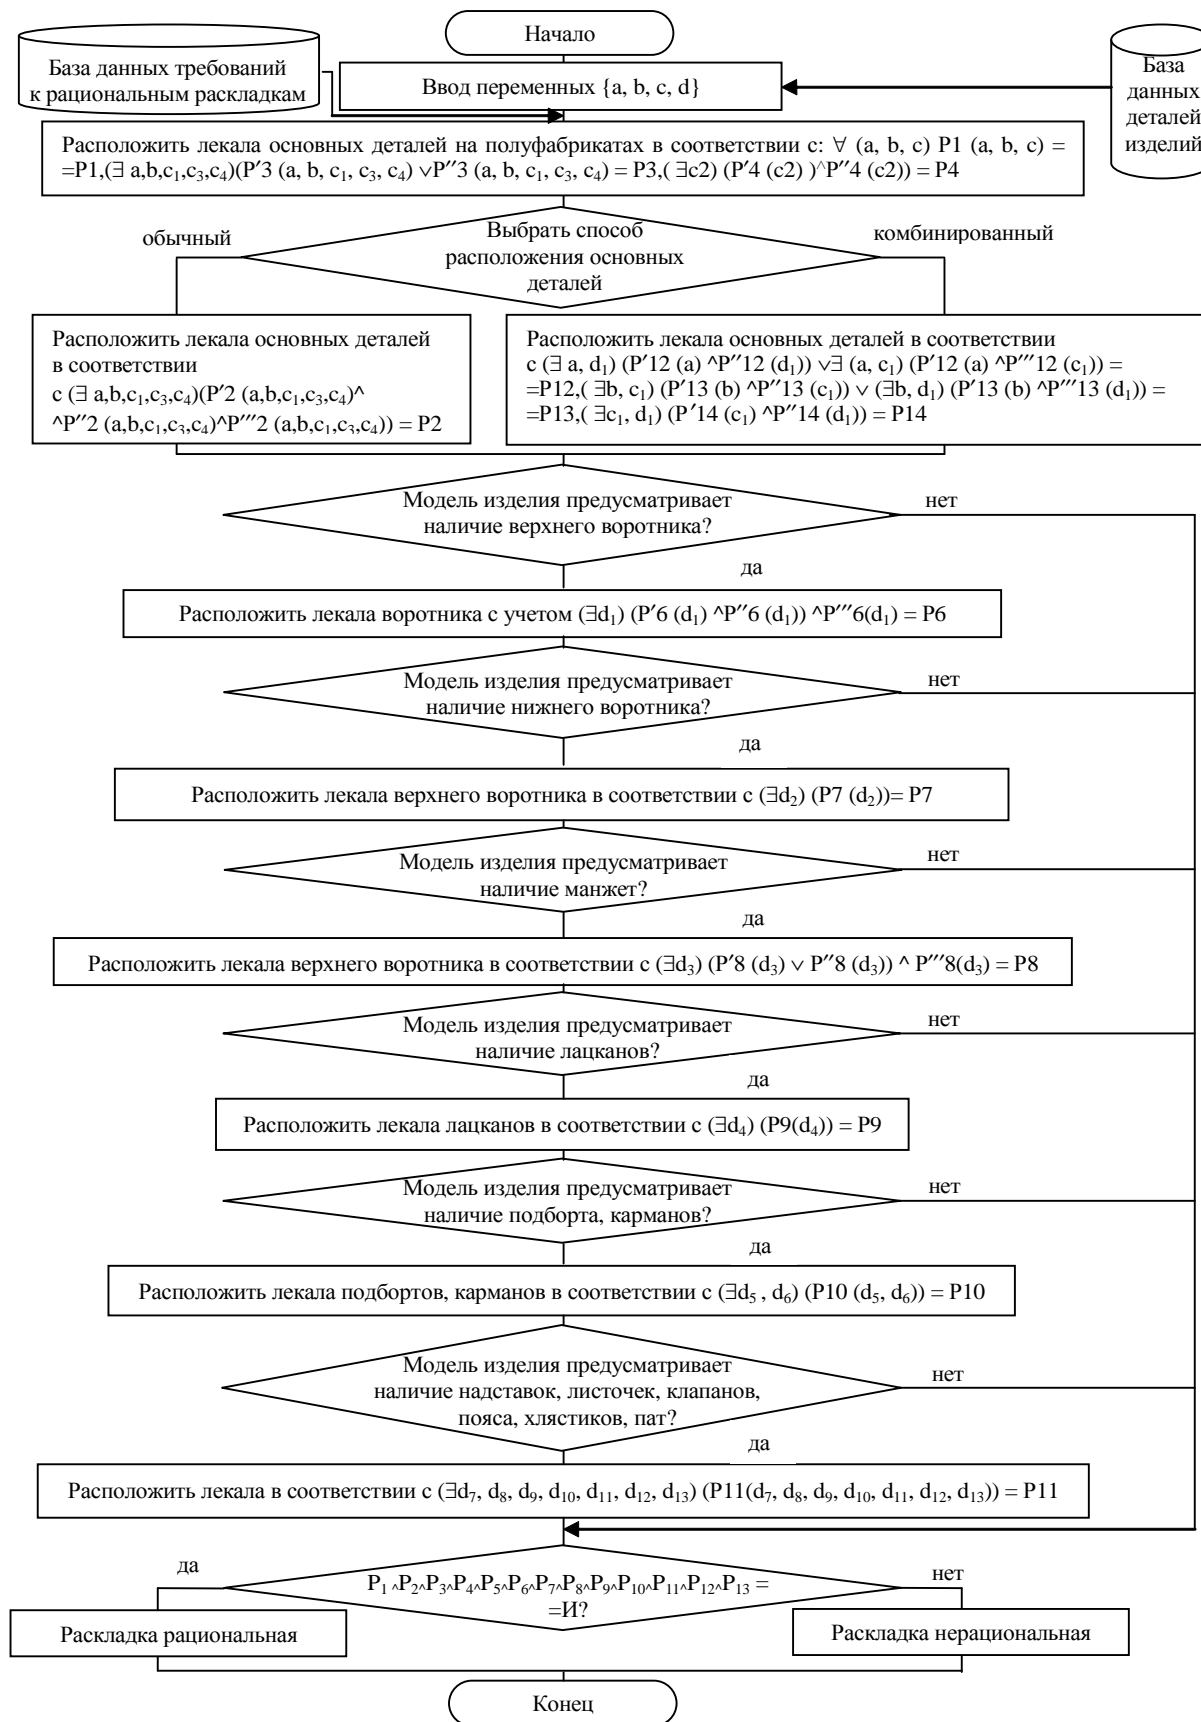 Начало
База данных требований
к рациональным раскладкам
Ввод переменных {a, b, c, d}
База
данных
деталей
изделий
Расположить лекала основных деталей на полуфабрикатах в соответствии с: ∀ (a, b, c) P1 (a, b, c) =
=P1,(∃ a,b,c₁,c₃,c₄)(P′3 (a, b, c₁, c₃, c₄) ∨P″3 (a, b, c₁, c₃, c₄) = P3,( ∃c2) (P′4 (c2) )^P″4 (c2)) = P4
обычный
Выбрать способ
расположения основных
деталей
комбинированный
Расположить лекала основных деталей
в соответствии
с (∃ a,b,c₁,c₃,c₄)(P′2 (a,b,c₁,c₃,c₄)^
^P″2 (a,b,c₁,c₃,c₄)^P‴2 (a,b,c₁,c₃,c₄)) = P2
Расположить лекала основных деталей в соответствии
с (∃ a, d₁) (P′12 (a) ^P″12 (d₁)) ∨∃ (a, c₁) (P′12 (a) ^P‴12 (c₁)) =
=P12,( ∃b, c₁) (P′13 (b) ^P″13 (c₁)) ∨ (∃b, d₁) (P′13 (b) ^P‴13 (d₁)) =
=P13,( ∃c₁, d₁) (P′14 (c₁) ^P″14 (d₁)) = P14
Модель изделия предусматривает
наличие верхнего воротника?
нет
да
Расположить лекала воротника с учетом (∃d₁) (P′6 (d₁) ^P″6 (d₁)) ^P‴6(d₁) = P6
Модель изделия предусматривает
наличие нижнего воротника?
нет
да
Расположить лекала верхнего воротника в соответствии с (∃d₂) (P7 (d₂))= P7
Модель изделия предусматривает
наличие манжет?
нет
да
Расположить лекала верхнего воротника в соответствии с (∃d₃) (P′8 (d₃) ∨ P″8 (d₃)) ^ P‴8(d₃) = P8
Модель изделия предусматривает
наличие лацканов?
нет
да
Расположить лекала лацканов в соответствии с (∃d₄) (P9(d₄)) = P9
Модель изделия предусматривает
наличие подборта, карманов?
нет
да
Расположить лекала подбортов, карманов в соответствии с (∃d₅ , d₆) (P10 (d₅, d₆)) = P10
Модель изделия предусматривает
наличие надставок, листочек, клапанов,
пояса, хлястиков, пат?
нет
да
Расположить лекала в соответствии с (∃d₇, d₈, d₉, d₁₀, d₁₁, d₁₂, d₁₃) (P11(d₇, d₈, d₉, d₁₀, d₁₁, d₁₂, d₁₃)) = P11
да
P₁^P₂^P₃^P₄^P₅^P₆^P₇^P₈^P₉^P₁₀^P₁₁^P₁₂^P₁₃ =
=И?
нет
Раскладка рациональная
Раскладка нерациональная
Конец